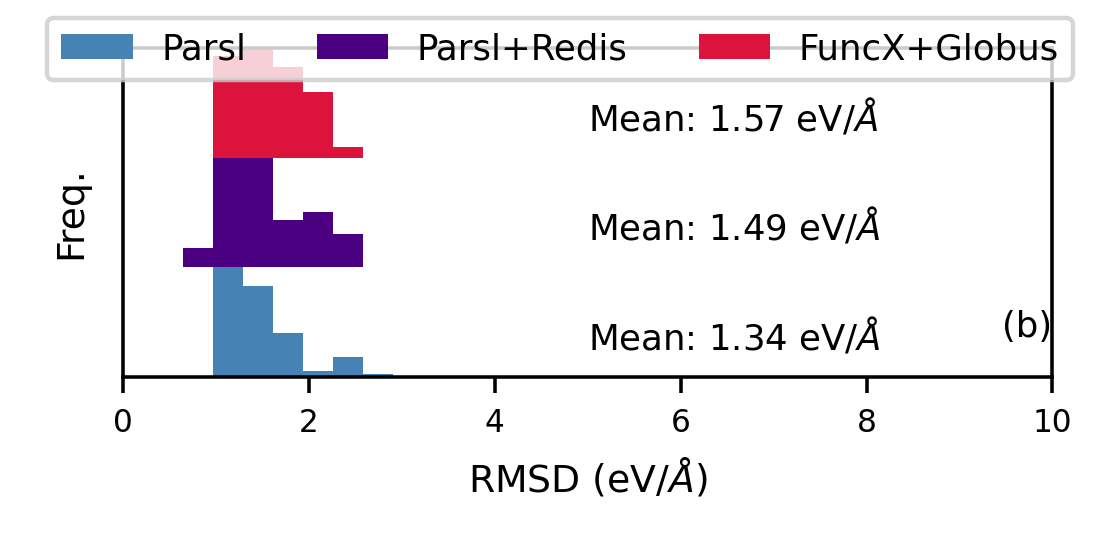 Parsl Parsl+Redis FuncX+Globus
Mean: 1.57 eV/Å
Freq.
Mean: 1.49 eV/Å
Mean: 1.34 eV/Å
(b)
0 2 4 6 8 10
RMSD (eV/Å)